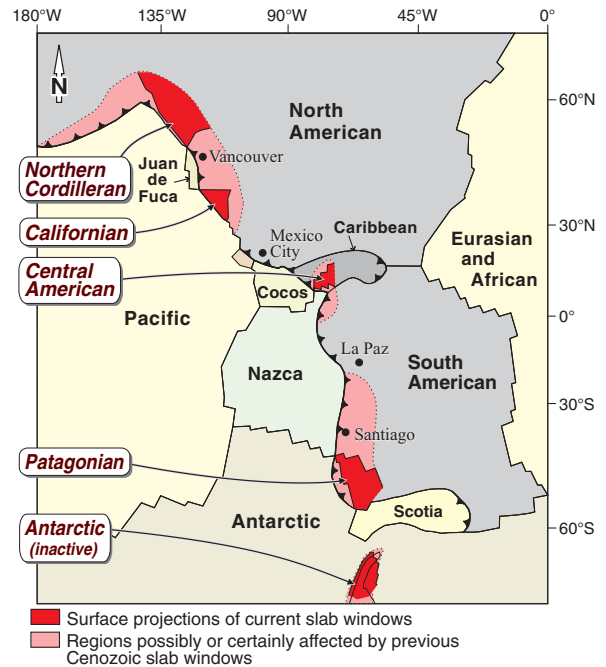 180°W
135°W
90°W
45°W
0°
N
60°N
North
American
Northern
Cordilleran
Juan
de
Fuca
Vancouver
Californian
30°N
Mexico
City
Caribbean
Eurasian
and
African
Central
American
Cocos
Pacific
0°
La Paz
Nazca
South
American
30°S
Santiago
Patagonian
Antarctic
Scotia
Antarctic
(inactive)
60°S
Surface projections of current slab windows
Regions possibly or certainly affected by previous
Cenozoic slab windows